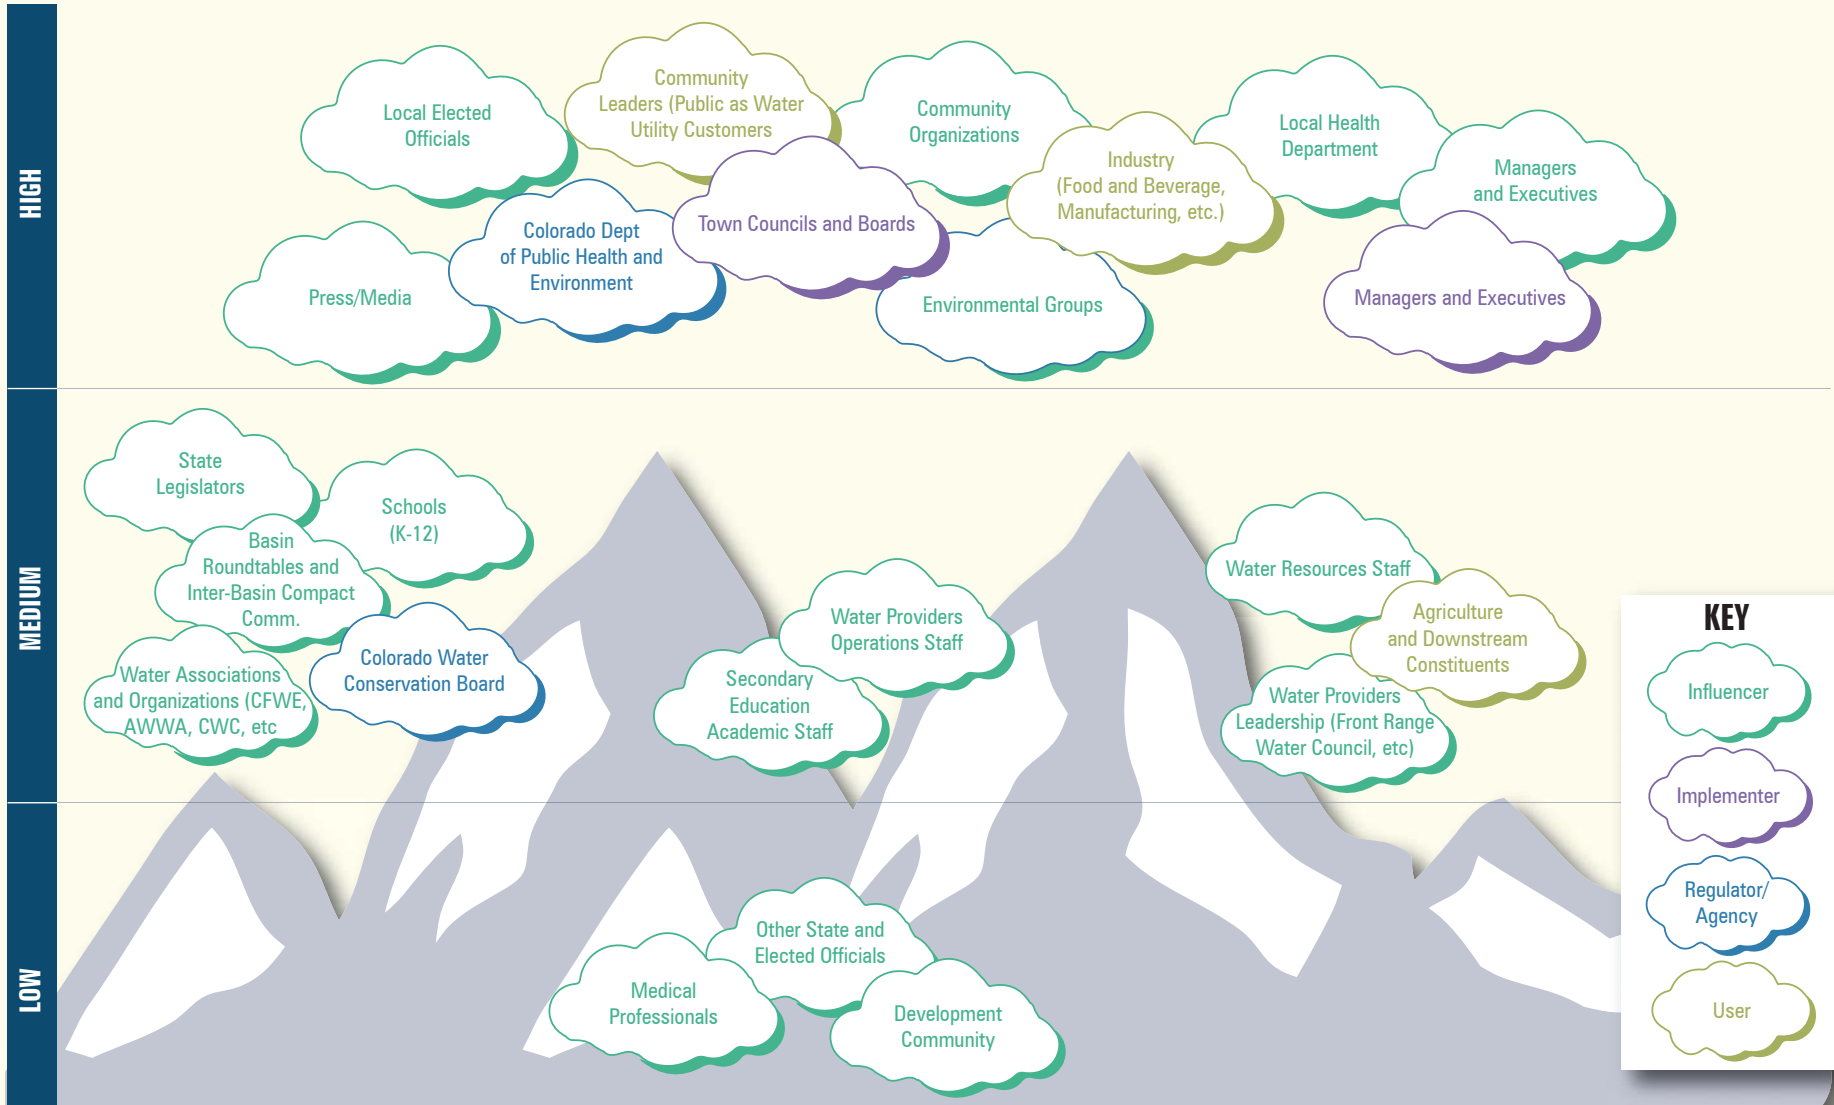 HIGH
Local Elected
Officials
Community
Leaders (Public as Water
Utility Customers
Community
Organizations
Local Health
Department
Managers
and Executives
Industry
(Food and Beverage,
Manufacturing, etc.)
Town Councils and Boards
Colorado Dept
of Public Health and
Environment
Press/Media
Environmental Groups
Managers and Executives
MEDIUM
State
Legislators
Schools
(K-12)
Basin
Roundtables and
Inter-Basin Compact
Comm.
Water Associations
and Organizations (CFWE,
AWWA, CWC, etc
Colorado Water
Conservation Board
Water Providers
Operations Staff
Secondary
Education
Academic Staff
Water Resources Staff
Agriculture
and Downstream
Constituents
Water Providers
Leadership (Front Range
Water Council, etc)
LOW
Other State and
Elected Officials
Medical
Professionals
Development
Community
KEY
Influencer
Implementer
Regulator/
Agency
User